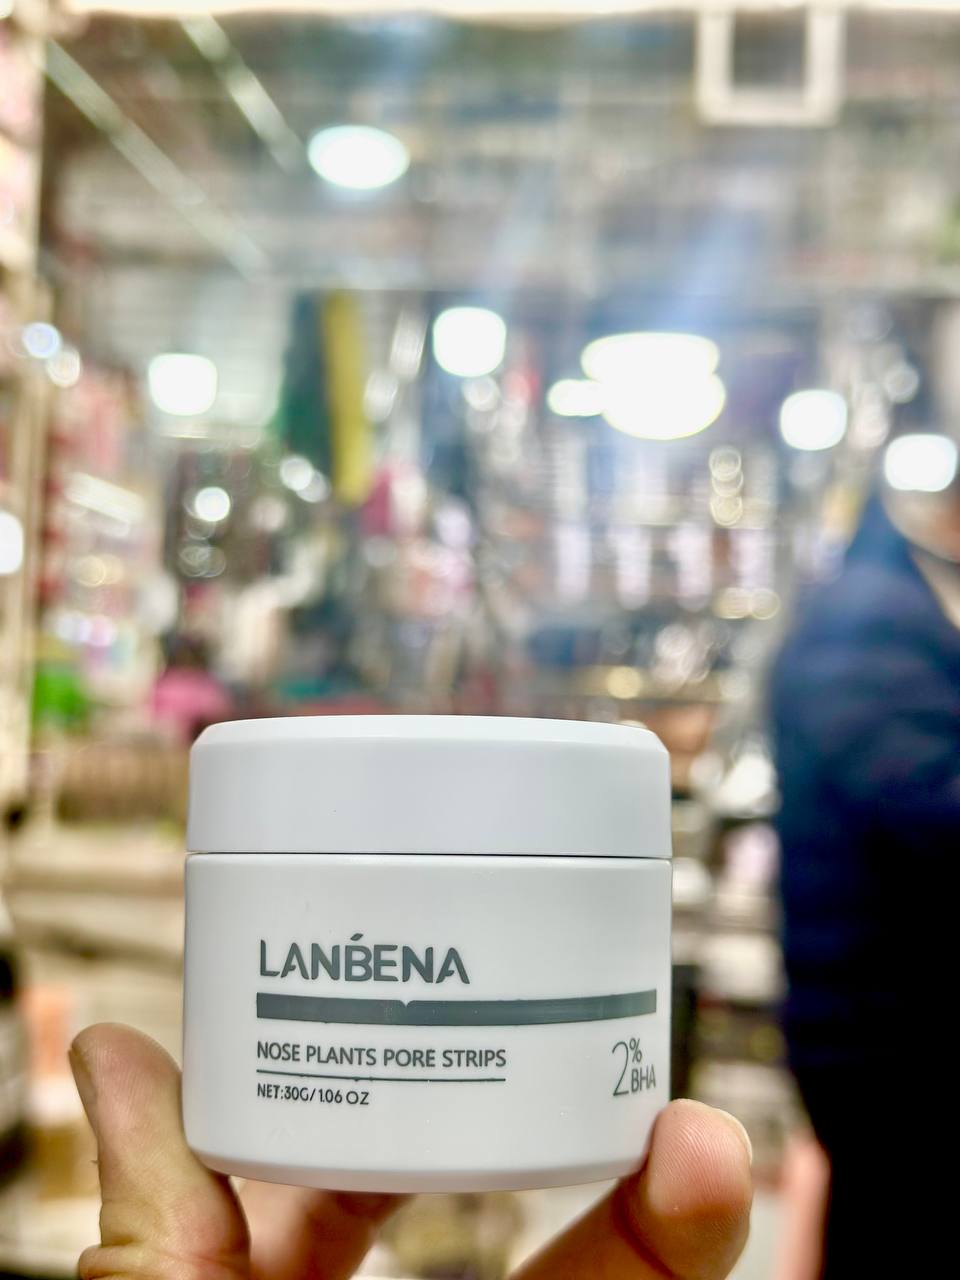 LANBENA
NOSE PLANTS PORE STRIPS
NET:30G/1.06 OZ
2%
BHA